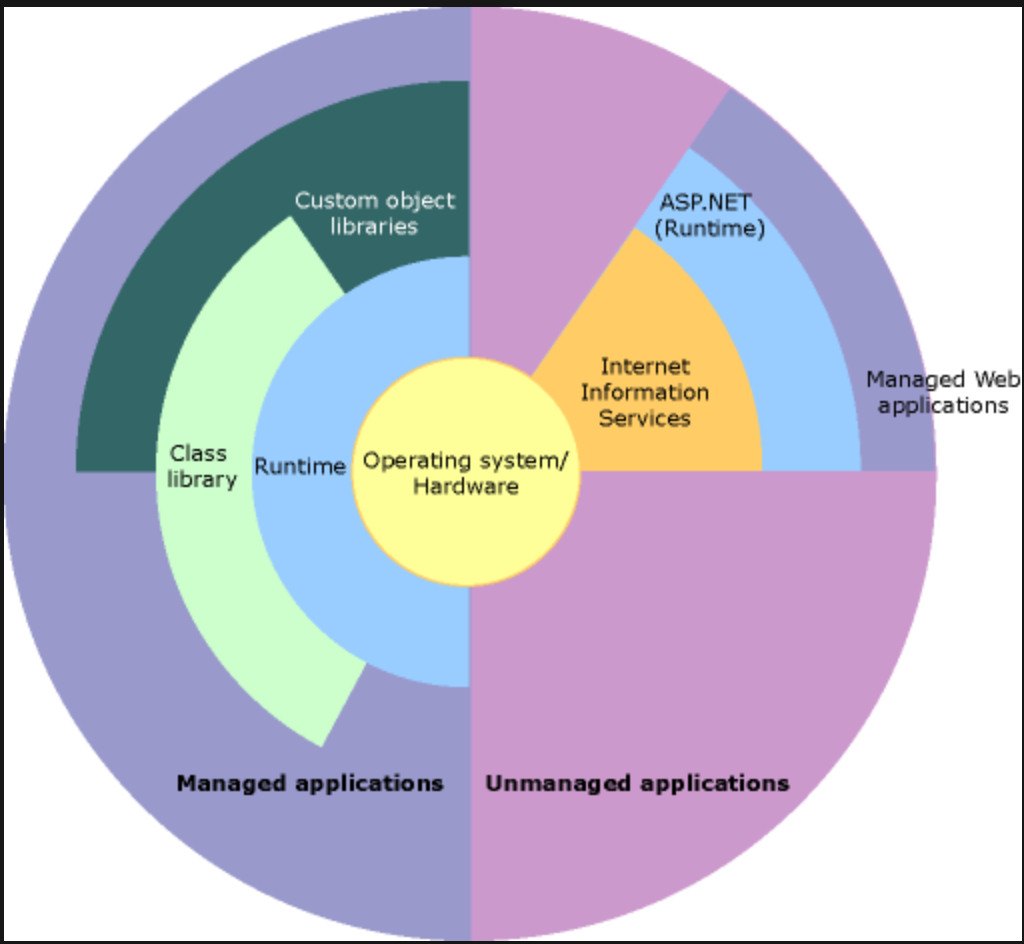 Custom object
libraries
ASP.NET
(Runtime)
Internet
Information
Services
Managed Web
applications
Class
library
Runtime
Operating system/
Hardware
Managed applications
Unmanaged applications